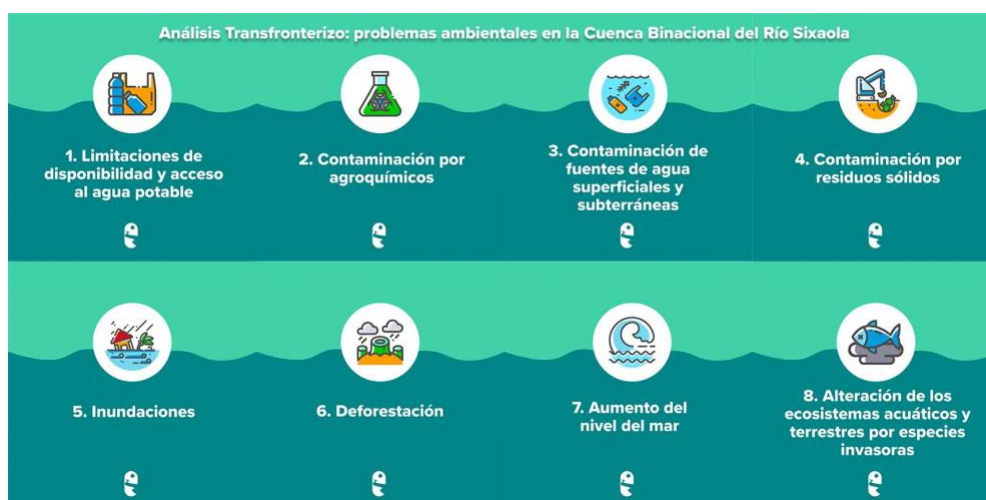 Análisis Transfronterizo: problemas ambientales en la Cuenca Binacional del Río Sixaola
1. Limitaciones de
disponibilidad y acceso
al agua potable
2. Contaminación por
agroquímicos
3. Contaminación de
fuentes de agua
superficiales y
subterráneas
4. Contaminación por
residuos sólidos
5. Inundaciones
6. Deforestación
7. Aumento del
nivel del mar
8. Alteración de los
ecosistemas acuáticos y
terrestres por especies
invasoras